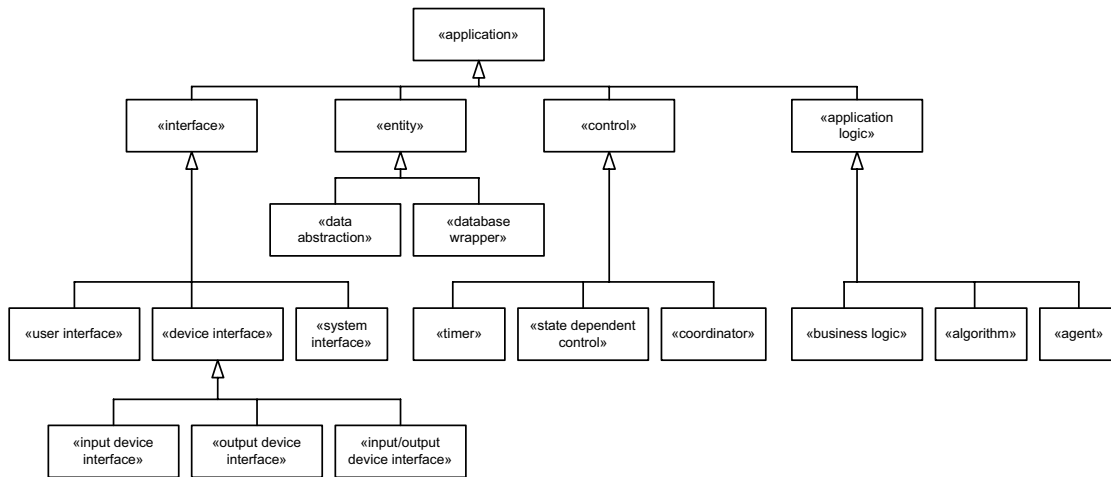 «application»
«interface»
«entity»
«control»
«application
logic»
«data
abstraction»
«database
wrapper»
«user interface»
«device interface»
«system
interface»
«timer»
«state dependent
control»
«coordinator»
«business logic»
«algorithm»
«agent»
«input device
interface»
«output device
interface»
«input/output
device interface»